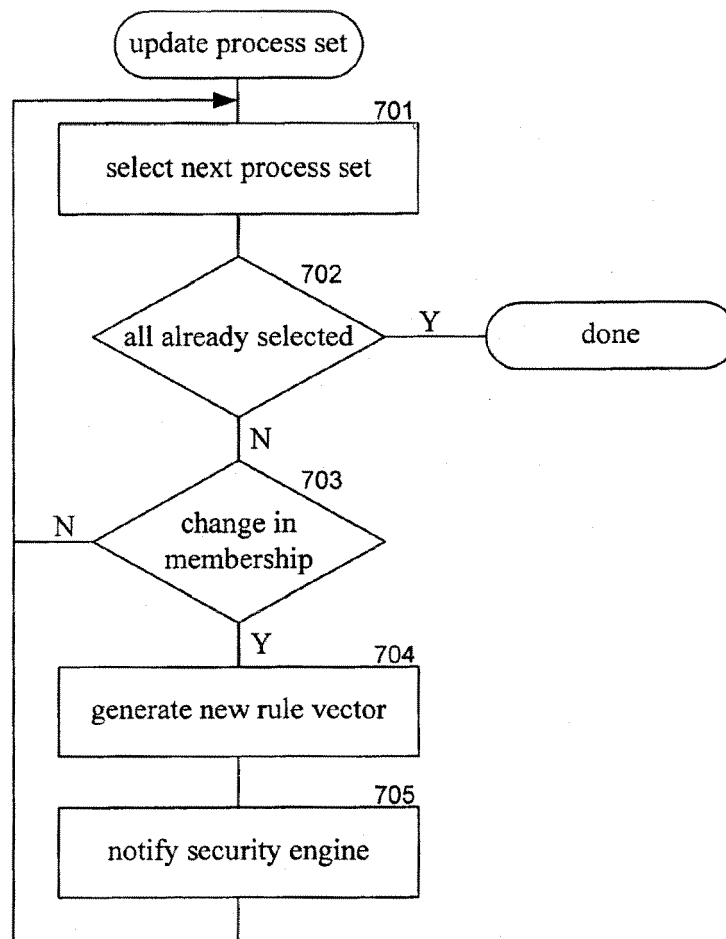 update process set
701
select next process set
702
all already selected
Y
done
N
703
N
change in
membership
Y
704
generate new rule vector
705
notify security engine